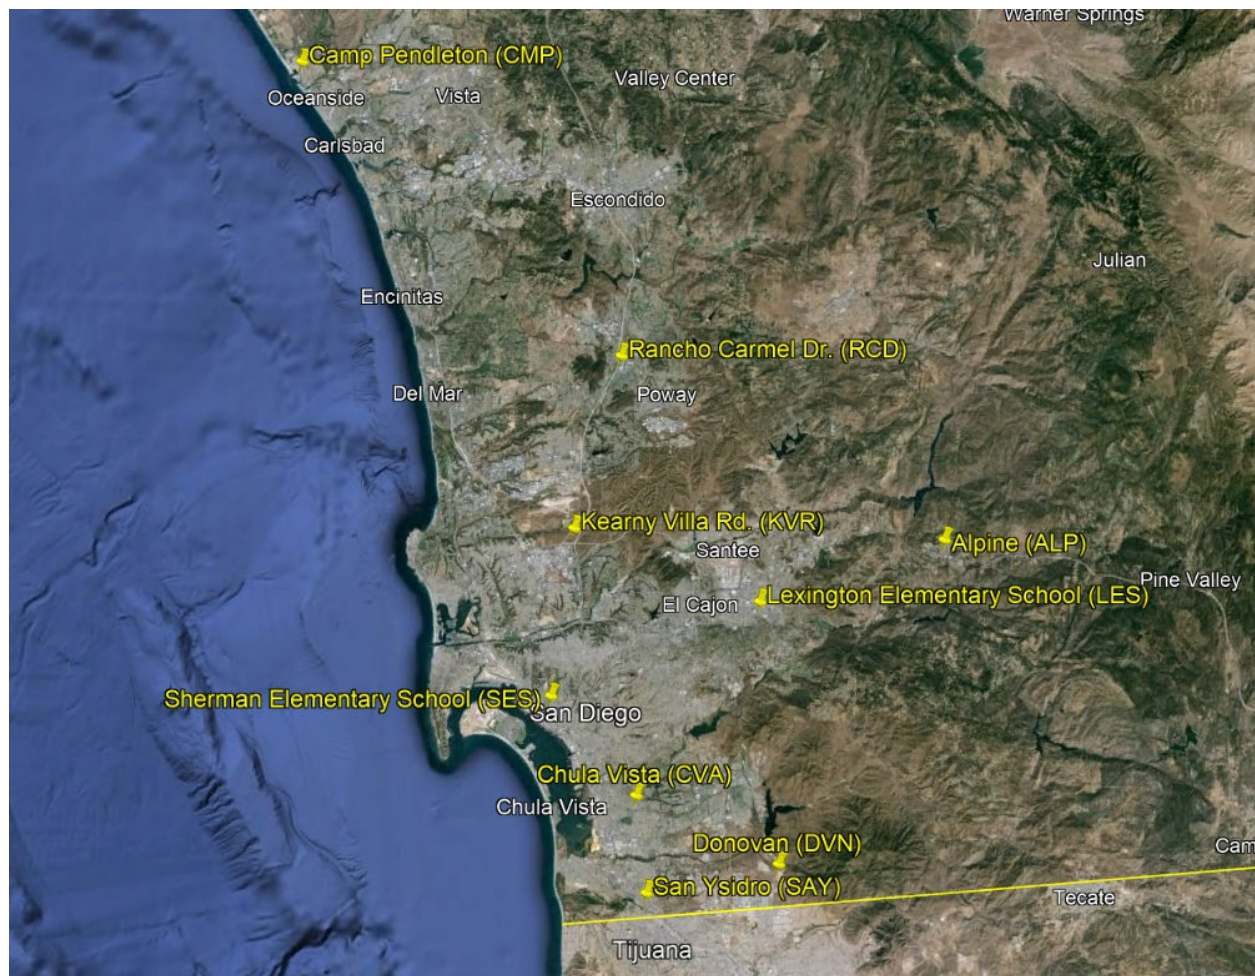 Warner Springs
Camp Pendleton (CMP)
Valley Center
Oceanside
Vista
Carlsbad
Escondido
Julian
Encinitas
Rancho Carmel Dr. (RCD)
Del Mar
Poway
Kearny Villa Rd. (KVR)
Santee
Alpine (ALP)
Pine Valley
Lexington Elementary School (LES)
El Cajon
Sherman Elementary School (SES)
San Diego
Chula Vista (CVA)
Chula Vista
Donovan (DVN)
Cam
San Ysidro (SAY)
Tecate
Tijuana